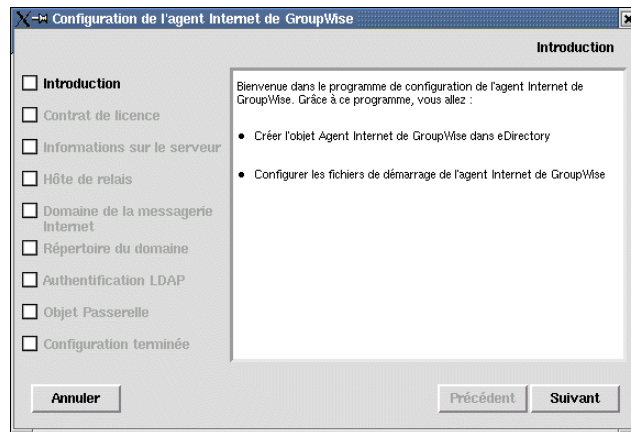 Configuration de l'agent Internet de GroupWise
Introduction
Introduction
Contrat de licence
Informations sur le serveur
Hôte de relais
Domaine de la messagerie
Internet
Répertoire du domaine
Authentification LDAP
Objet Passerelle
Configuration terminée
Bienvenue dans le programme de configuration de l'agent Internet de
GroupWise. Grâce à ce programme, vous allez :
● Créer l'objet Agent Internet de GroupWise dans eDirectory
● Configurer les fichiers de démarrage de l'agent Internet de GroupWise
Annuler
Précédent
Suivant